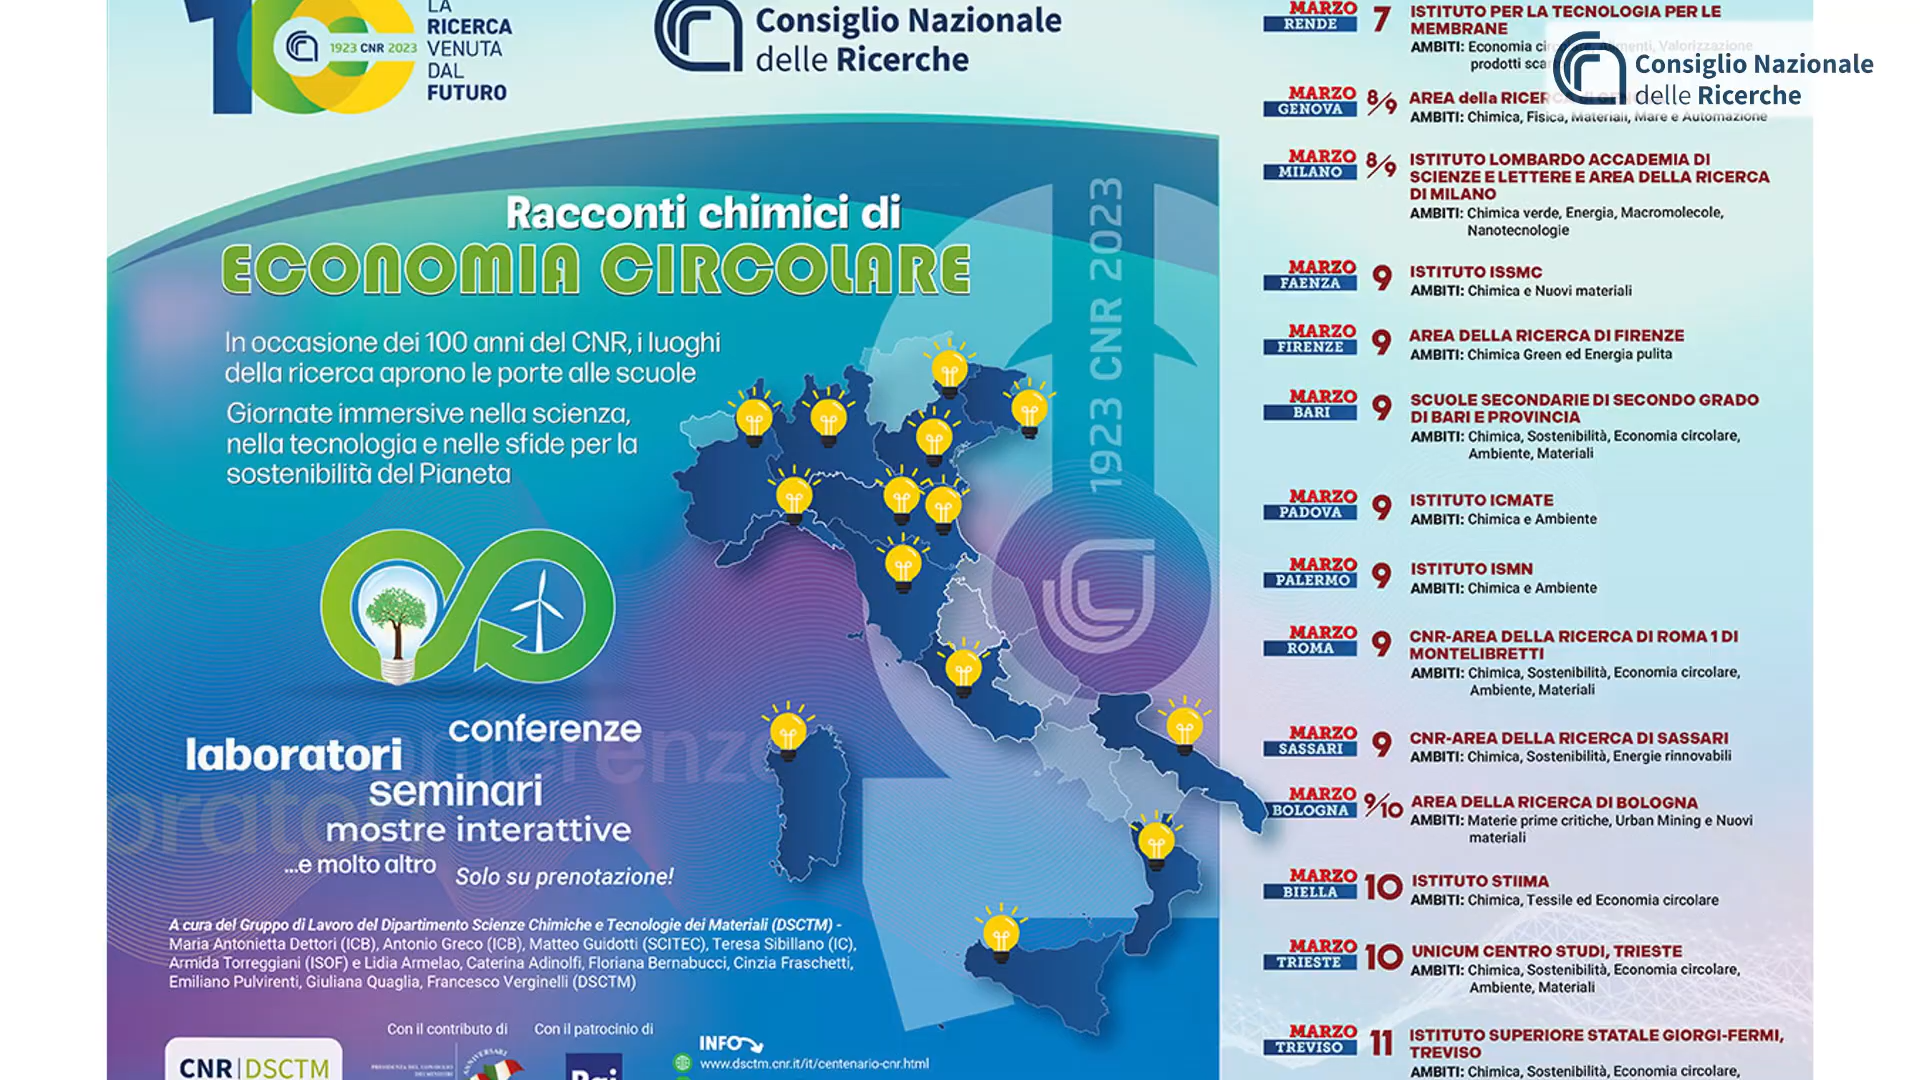 LA
RICERCA
VENUTA
DAL
FUTURO
1923 CNR 2023
Consiglio Nazionale
delle Ricerche
Racconti chimici di
ECONOMIA CIRCOLARE
In occasione dei 100 anni del CNR, i luoghi
della ricerca aprono le porte alle scuole
Giornate immersive nella scienza,
nella tecnologia e nelle sfide per la
sostenibilità del Pianeta
1923 CNR 2023
conferenze
laboratori
seminari
mostre interattive
...e molto altro
Solo su prenotazione!
A cura del Gruppo di Lavoro del Dipartimento Scienze Chimiche e Tecnologie dei Materiali (DSCTM) -
Maria Antonietta Dettori (ICB), Antonio Greco (ICB), Matteo Guidotti (SCITEC), Teresa Sibillano (IC),
Armida Torreggiani (ISOF) e Lidia Armelao, Caterina Adinolfi, Floriana Bernabucci, Cinzia Fraschetti,
Emiliano Pulvirenti, Giuliana Quaglia, Francesco Verginelli (DSCTM)
Con il contributo di
Con il patrocinio di
CNR|DSCTM
Rai
INFO
www.dsctm.cnr.it/it/centenario-cnr.html
MARZO
RENDE
7
ISTITUTO PER LA TECNOLOGIA PER LE
MEMBRANE
AMBITI: Economia circolare, Alimenti, Valorizzazione
prodotti
Consiglio Nazionale
delle Ricerche
MARZO
GENOVA
8/9
AREA della RICERCA
AMBITI: Chimica, Fisica, Materiali, Mare e Automazione
MARZO
MILANO
8/9
ISTITUTO LOMBARDO ACCADEMIA DI
SCIENZE E LETTERE E AREA DELLA RICERCA
DI MILANO
AMBITI: Chimica verde, Energia, Macromolecole,
Nanotecnologie
MARZO
FAENZA
9
ISTITUTO ISSMC
AMBITI: Chimica e Nuovi materiali
MARZO
FIRENZE
9
AREA DELLA RICERCA DI FIRENZE
AMBITI: Chimica Green ed Energia pulita
MARZO
BARI
9
SCUOLE SECONDARIE DI SECONDO GRADO
DI BARI E PROVINCIA
AMBITI: Chimica, Sostenibilità, Economia circolare,
Ambiente, Materiali
MARZO
PADOVA
9
ISTITUTO ICMATE
AMBITI: Chimica e Ambiente
MARZO
PALERMO
9
ISTITUTO ISMN
AMBITI: Chimica e Ambiente
MARZO
ROMA
9
CNR-AREA DELLA RICERCA DI ROMA 1 DI
MONTELIBRETTI
AMBITI: Chimica, Sostenibilità, Economia circolare,
Ambiente, Materiali
MARZO
SASSARI
9
CNR-AREA DELLA RICERCA DI SASSARI
AMBITI: Chimica, Sostenibilità, Energie rinnovabili
MARZO
BOLOGNA
9/10
AREA DELLA RICERCA DI BOLOGNA
AMBITI: Materie prime critiche, Urban Mining e Nuovi
materiali
MARZO
BIELLA
10
ISTITUTO STIIMA
AMBITI: Chimica, Tessile ed Economia circolare
MARZO
TRIESTE
10
UNICUM CENTRO STUDI, TRIESTE
AMBITI: Chimica, Sostenibilità, Economia circolare,
Ambiente, Materiali
MARZO
TREVISO
11
ISTITUTO SUPERIORE STATALE GIORGI-FERMI,
TREVISO
AMBITI: Chimica, Sostenibilità, Economia circolare,